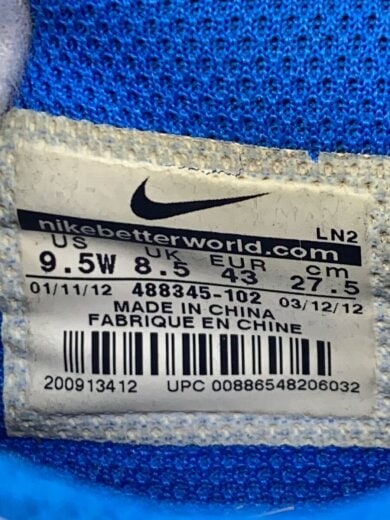 LN2
nikebetterworld.com
US UK EUR cm
9.5W 8.5 43 27.5
01/11/12 488345-102 03/12/12
MADE IN CHINA
FABRIQUE EN CHINE
200913412 UPC 00886548206032